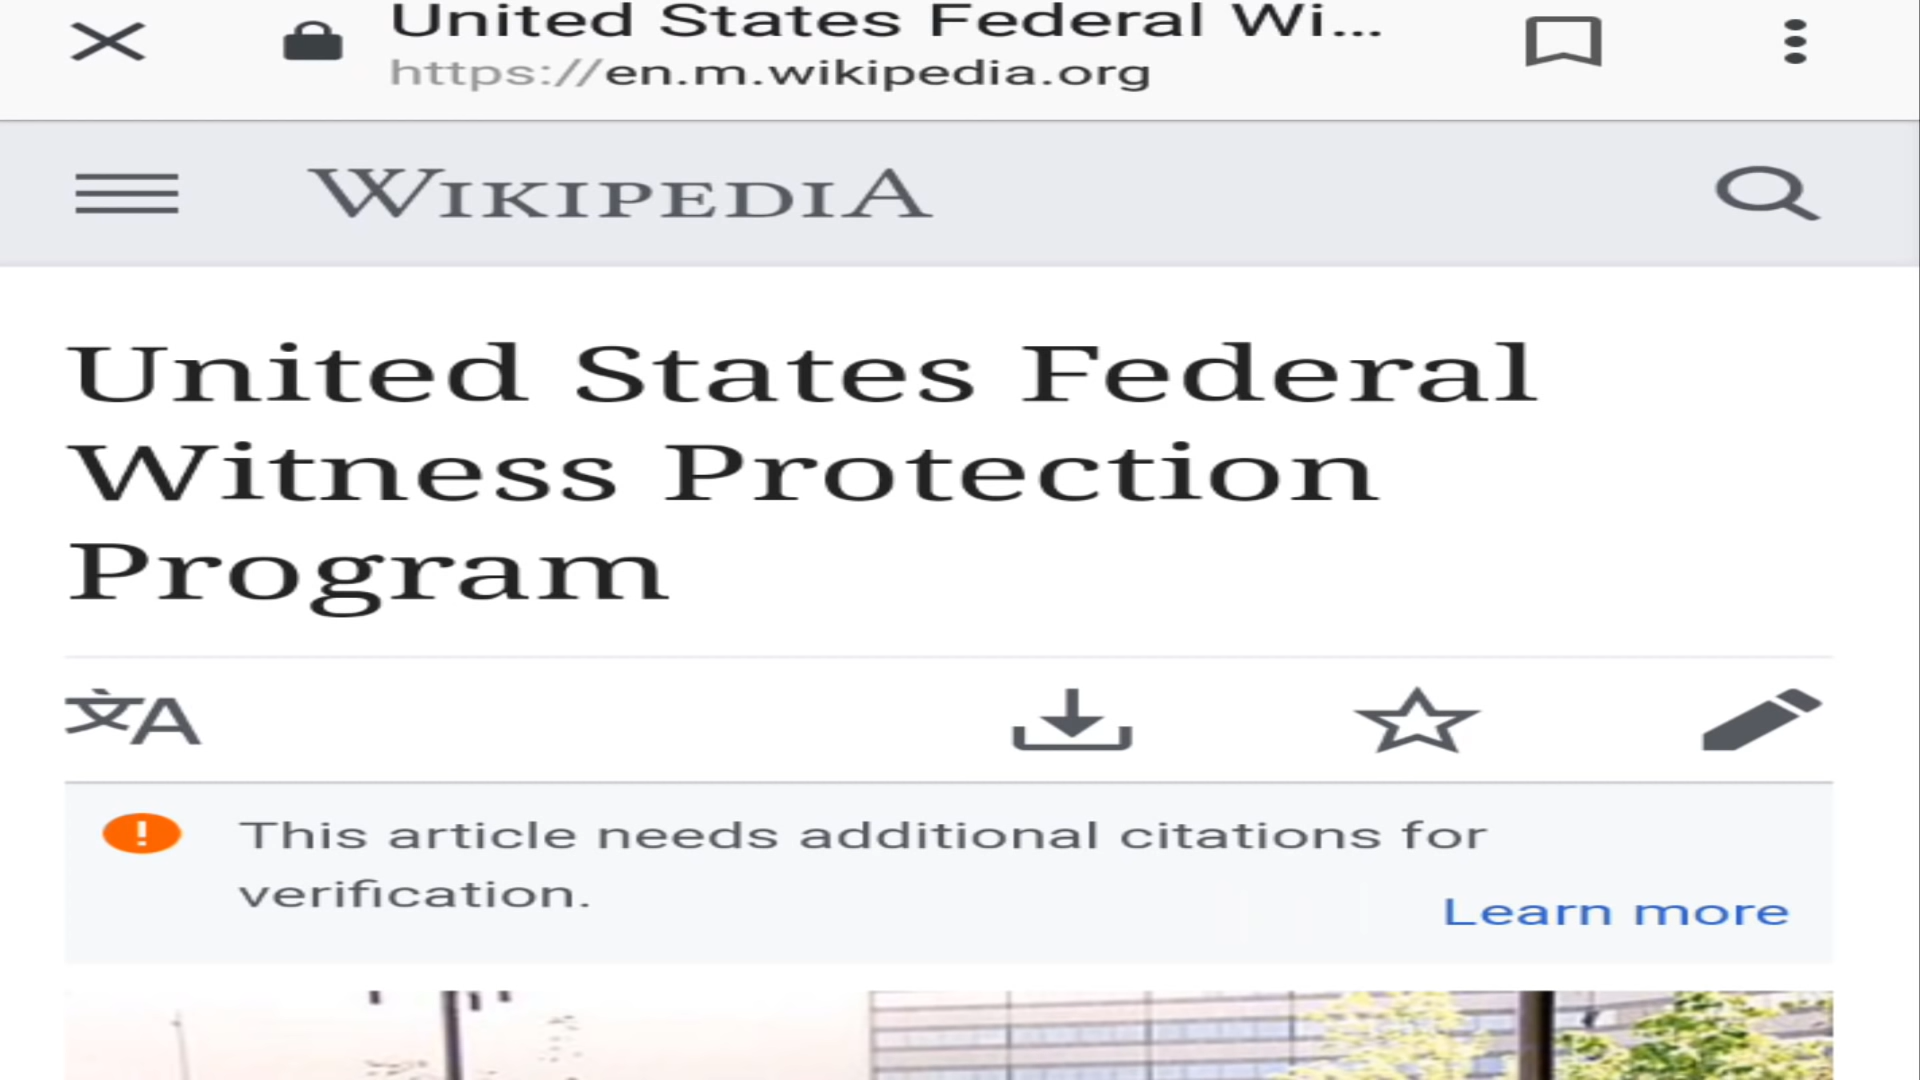 United States Federal Wi...
https://en.m.wikipedia.org
WIKIPEDIA
United States Federal
Witness Protection
Program
文A
This article needs additional citations for
verification.
Learn more